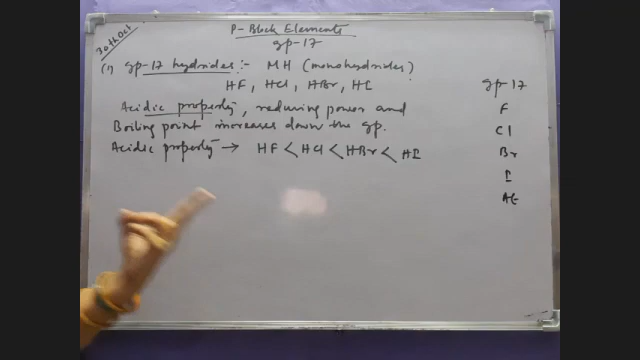 30th Oct
P-Block Elements
gp-17
(1) gp-17 hydrides:- MH (monohydrides)
HF, HCl, HBr, HI
Acidic property, reducing power and
Boiling point increases down the gp.
Acidic property → HF < HCl < HBr < HI
gp-17
F
Cl
Br
I
At